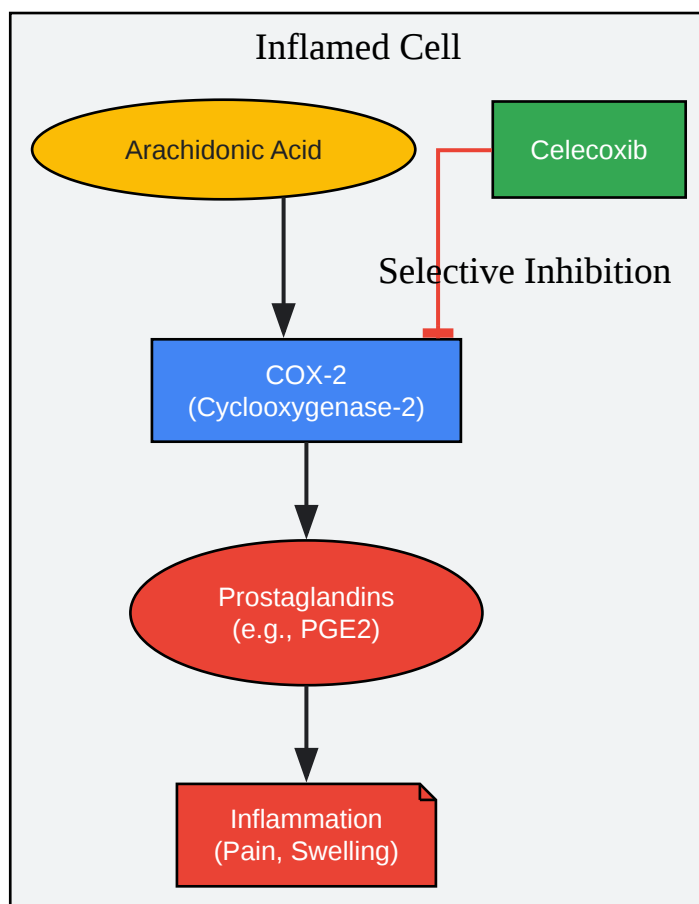 Inflamed Cell
Arachidonic Acid
Celecoxib
Selective Inhibition
COX-2
(Cyclooxygenase-2)
Prostaglandins
(e.g., PGE2)
Inflammation
(Pain, Swelling)